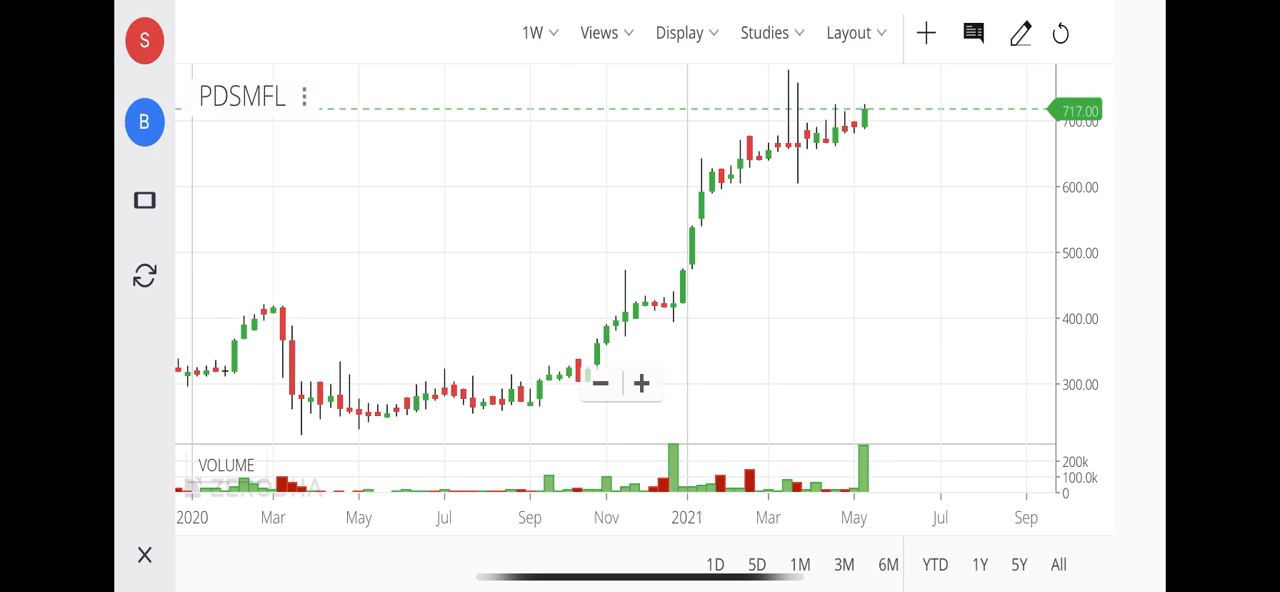 S
1W Views Display Studies Layout
PDSMFL
B
717.00
700.00
600.00
500.00
400.00
300.00
VOLUME
200k
100.0k
0
ZERODHA
2020 Mar May Jul Sep Nov 2021 Mar May Jul Sep
1D 5D 1M 3M 6M YTD 1Y 5Y All